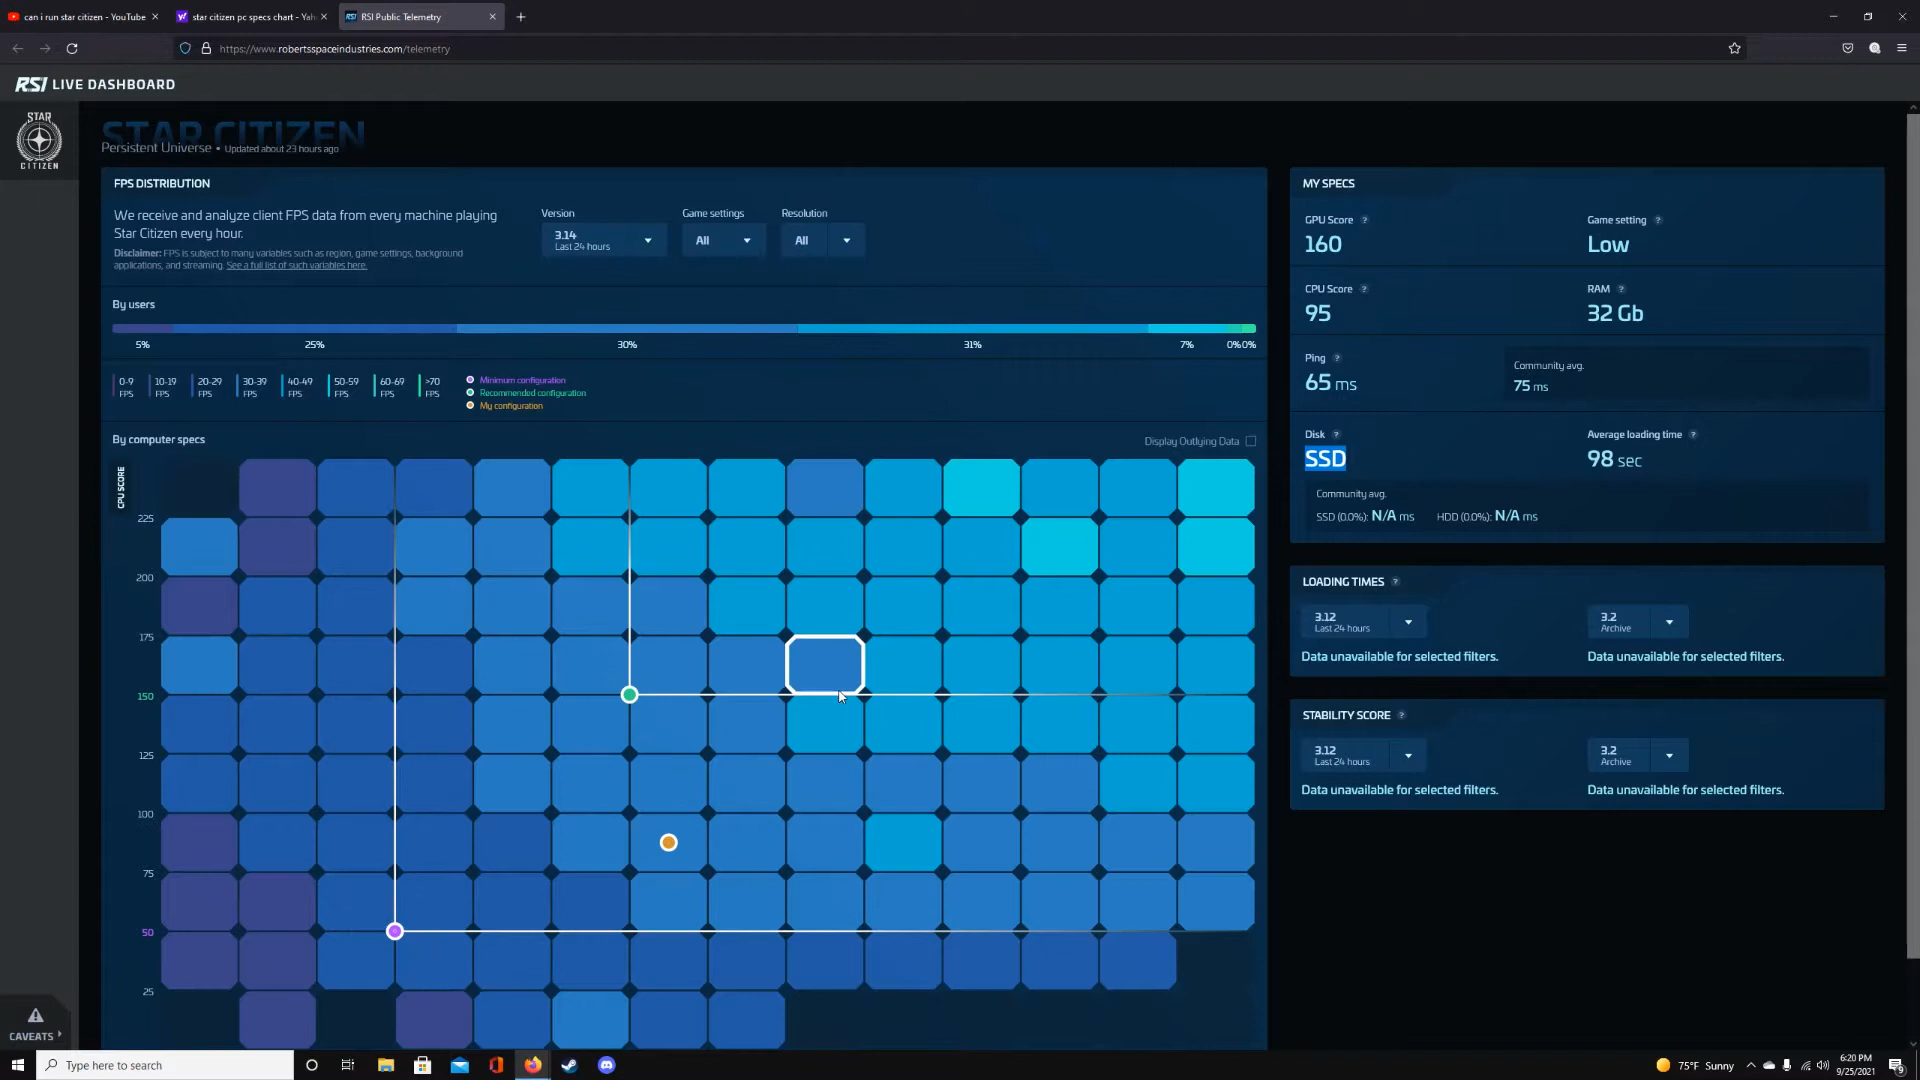 can i run star citizen - YouTube
star citizen pc specs chart - Yah
RSI Public Telemetry
https://www.robertsspaceindustries.com/telemetry
RSI LIVE DASHBOARD
STAR CITIZEN
STAR CITIZEN
Persistent Universe • Updated about 23 hours ago
FPS DISTRIBUTION
We receive and analyze client FPS data from every machine playing
Star Citizen every hour.
Disclaimer: FPS is subject to many variables such as region, game settings, background
applications, and streaming. See a full list of such variables here.
Version
3.14
Last 24 hours
Game settings
All
Resolution
All
By users
5% 25% 30% 31% 7% 0% 0%
0-9 FPS
10-19 FPS
20-29 FPS
30-39 FPS
40-49 FPS
50-59 FPS
60-69 FPS
>70 FPS
Minimum configuration
Recommended configuration
My configuration
By computer specs
Display Outlying Data
CPU SCORE
225
200
175
150
125
100
75
50
25
MY SPECS
GPU Score ?
160
Game setting ?
Low
CPU Score ?
95
RAM ?
32 Gb
Ping ?
65 ms
Community avg.
75 ms
Disk ?
SSD
Average loading time ?
98 sec
Community avg.
SSD (0.0%): N/A ms HDD (0.0%): N/A ms
LOADING TIMES ?
3.12
Last 24 hours
3.2
Archive
Data unavailable for selected filters.
Data unavailable for selected filters.
STABILITY SCORE ?
3.12
Last 24 hours
3.2
Archive
Data unavailable for selected filters.
Data unavailable for selected filters.
CAVEATS
Type here to search
75°F Sunny
6:20 PM
9/25/2021